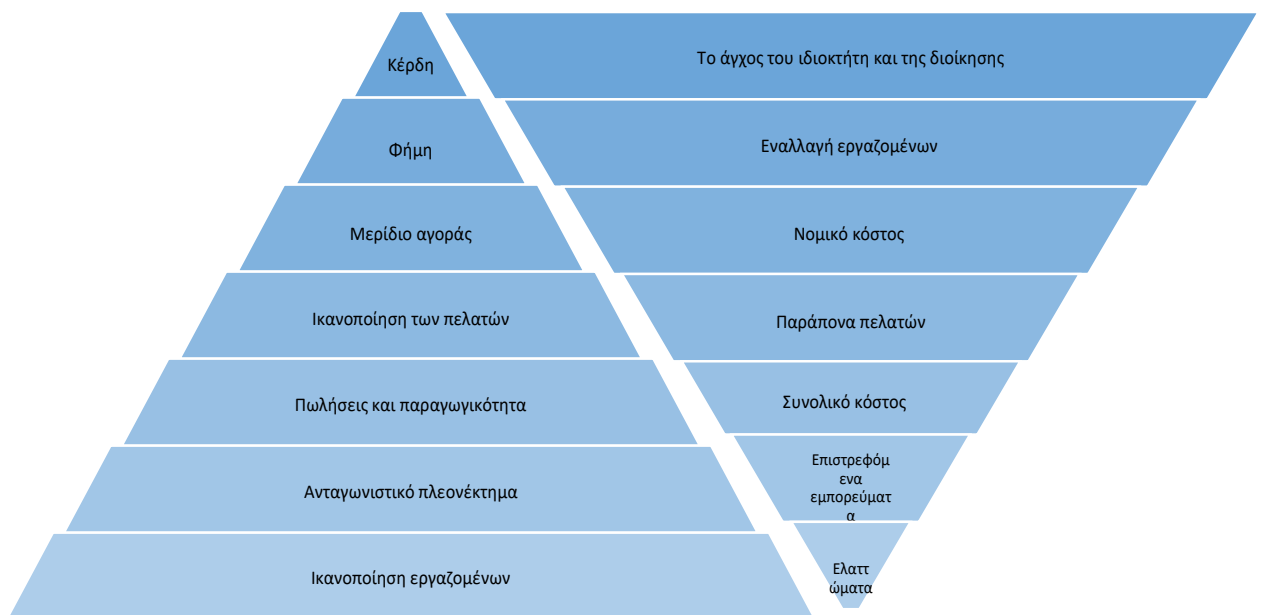 Κέρδη
Φήμη
Μερίδιο αγοράς
Ικανοποίηση των πελατών
Πωλήσεις και παραγωγικότητα
Ανταγωνιστικό πλεονέκτημα
Ικανοποίηση εργαζομένων
Το άγχος του ιδιοκτήτη και της διοίκησης
Εναλλαγή εργαζομένων
Νομικό κόστος
Παράπονα πελατών
Συνολικό κόστος
Επιστρεφόμ
ενα
εμπορεύματ
α
Ελαττ
ώματα